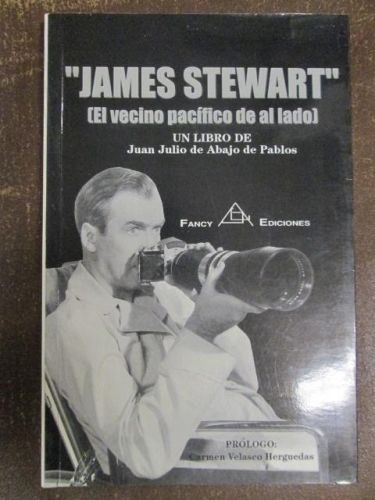 "JAMES STEWART"
(El vecino pacífico de al lado)
UN LIBRO DE
Juan Julio de Abajo de Pablos
FANCY EDICIONES
PRÓLOGO:
Carmen Velasco Herguedas